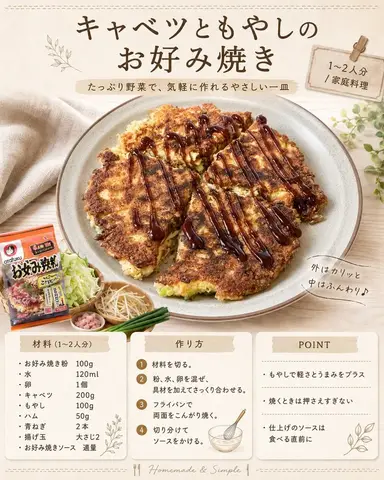 キャベツともやしの
お好み焼き
たっぷり野菜で、気軽に作れるやさしい一皿
1〜2人分
/ 家庭料理
お好み焼
外はカリッと
中はふんわり♪
材料 (1〜2人分)
・お好み焼き粉 100g
・水 120ml
・卵 1個
・キャベツ 200g
・もやし 100g
・ハム 50g
・青ねぎ 2本
・揚げ玉 大さじ2
・お好み焼きソース 適量
作り方
1 材料を切る。
2 粉、水、卵を混ぜ、
具材を加えてさっくり合わせる。
3 フライパンで
両面をこんがり焼く。
4 切り分けて
ソースをかける。
POINT
・もやしで軽さとうまみをプラス
・焼くときは押さえすぎない
・仕上げのソースは
食べる直前に
Homemade & Simple